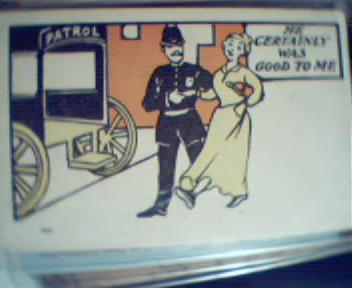 PATROL
HE
CERTAINLY
WAS
GOOD TO ME